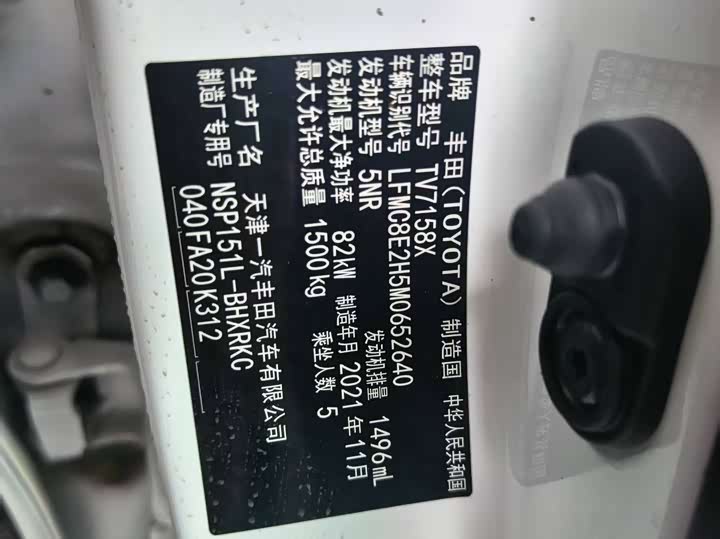 品牌 丰田(TOYOTA) 制造国 中华人民共和国
整车型号 TV7158X
车辆识别代号 LFMC8E2H5M0652640
发动机型号 5NR 发动机排量 1496mL
发动机最大净功率 82kW 制造年月 2021年11月
最大允许总质量 1500kg 乘坐人数 5
生产厂名 天津一汽丰田汽车有限公司
制造厂专用号 NSP151L-BHXRKC
040FA20K312